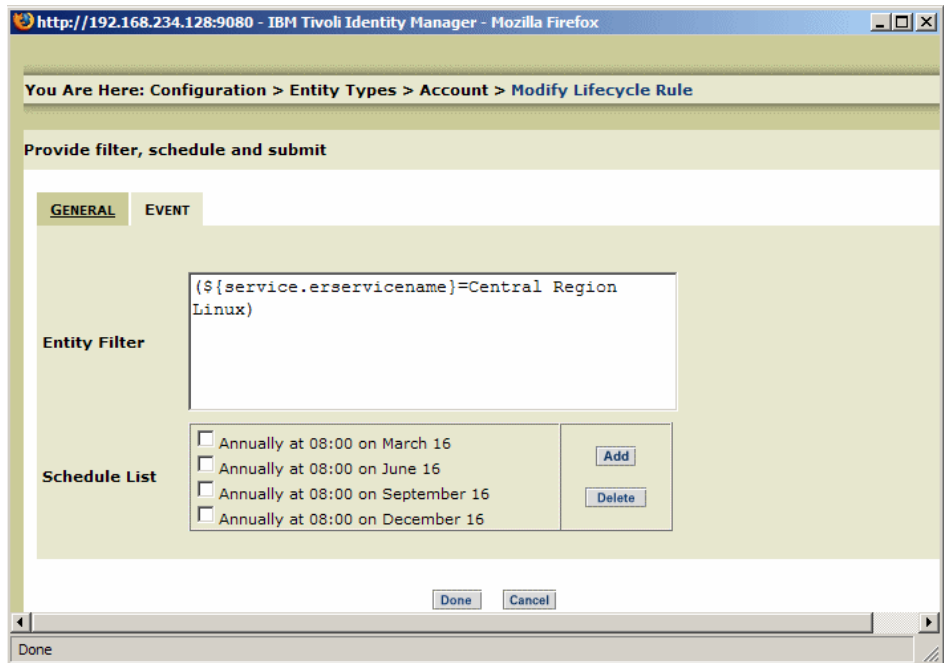 http://192.168.234.128:9080 - IBM Tivoli Identity Manager - Mozilla Firefox
You Are Here: Configuration > Entity Types > Account > Modify Lifecycle Rule
Provide filter, schedule and submit
GENERAL EVENT
(${service.erservicename}=Central Region
Linux)
Entity Filter
Schedule List
Annually at 08:00 on March 16
Annually at 08:00 on June 16
Annually at 08:00 on September 16
Annually at 08:00 on December 16
Add
Delete
Done Cancel
Done